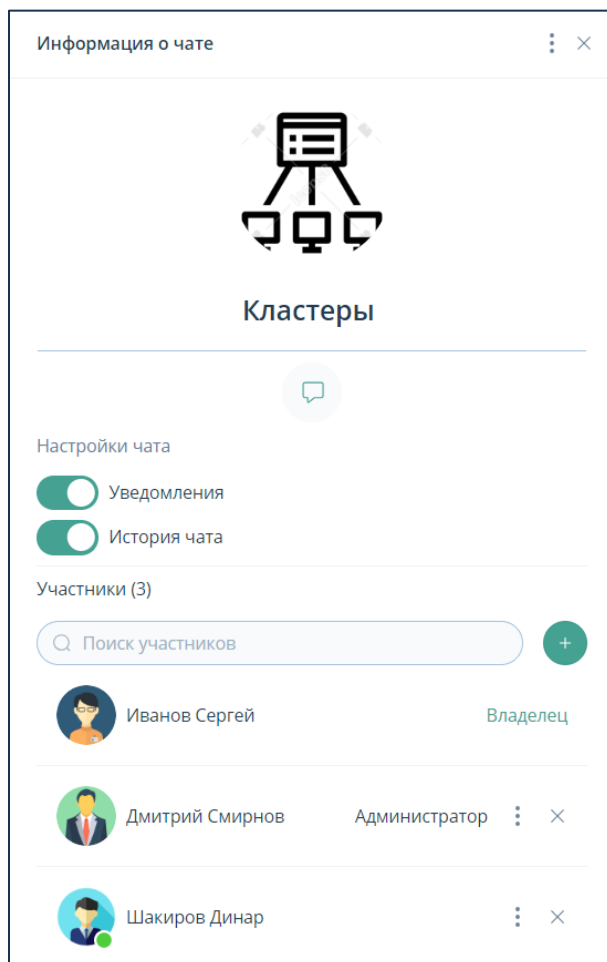 Информация о чате
Кластеры
Настройки чата
Уведомления
История чата
Участники (3)
Поиск участников
Иванов Сергей Владелец
Дмитрий Смирнов Администратор
Шакиров Динар